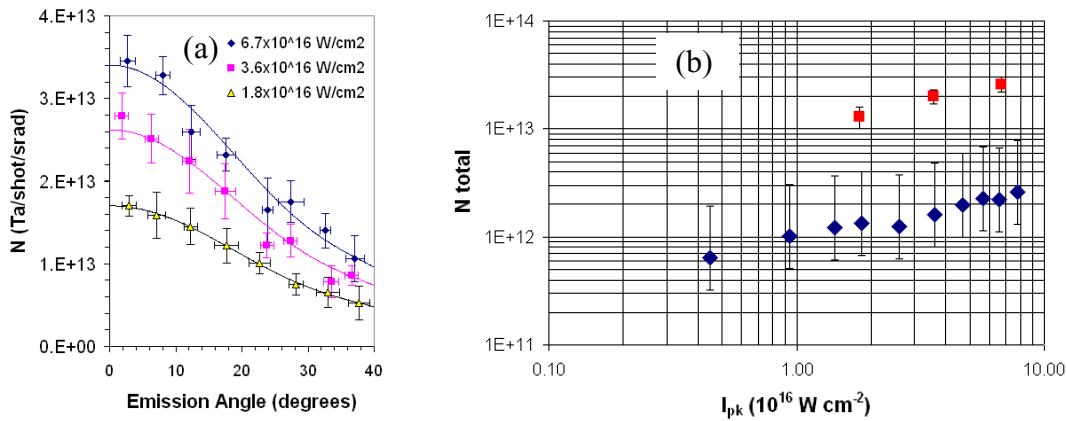 4.E+13
3.E+13
2.E+13
1.E+13
0.E+00
N (Ta/shot/srad)
(a)
6.7x10^16 W/cm2
3.6x10^16 W/cm2
1.8x10^16 W/cm2
0
10
20
30
40
Emission Angle (degrees)
1E+14
1E+13
1E+12
1E+11
N total
(b)
0.10
1.00
10.00
Ipk (10^16 W cm^-2)